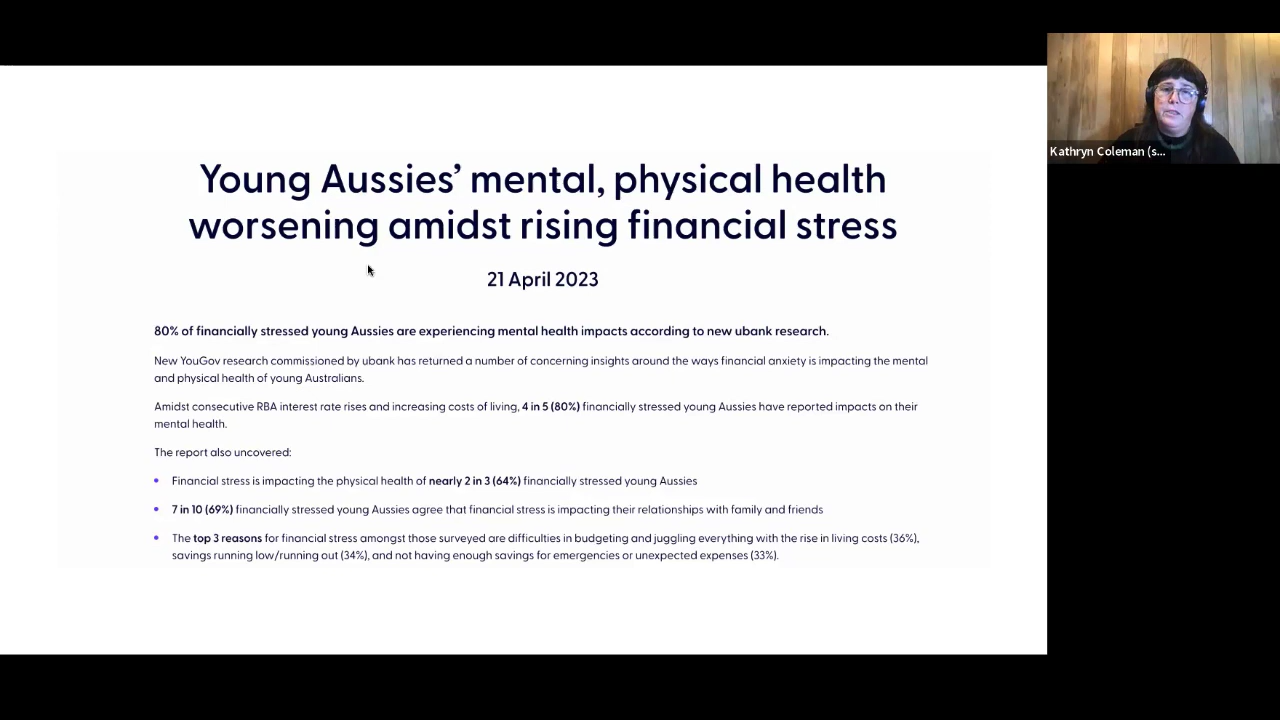 Young Aussies’ mental, physical health
worsening amidst rising financial stress
21 April 2023
80% of financially stressed young Aussies are experiencing mental health impacts according to new ubank research.
New YouGov research commissioned by ubank has returned a number of concerning insights around the ways financial anxiety is impacting the mental
and physical health of young Australians.
Amidst consecutive RBA interest rate rises and increasing costs of living, 4 in 5 (80%) financially stressed young Aussies have reported impacts on their
mental health.
The report also uncovered:
• Financial stress is impacting the physical health of nearly 2 in 3 (64%) financially stressed young Aussies
• 7 in 10 (69%) financially stressed young Aussies agree that financial stress is impacting their relationships with family and friends
• The top 3 reasons for financial stress amongst those surveyed are difficulties in budgeting and juggling everything with the rise in living costs (36%),
savings running low/running out (34%), and not having enough savings for emergencies or unexpected expenses (33%).
Kathryn Coleman (s...